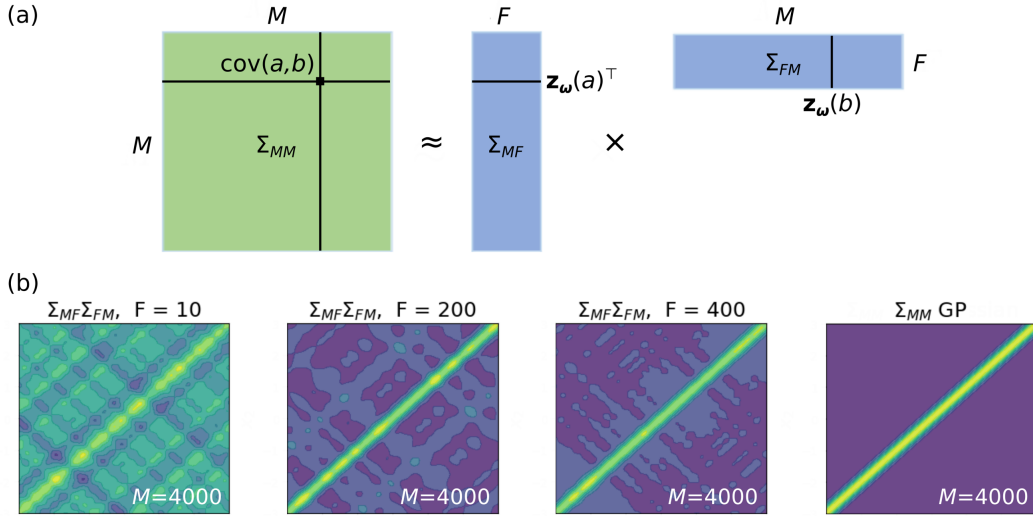 (a)
M
F
M
cov(a,b)
Σ_FM
F
z_ω(a)^⊤
z_ω(b)
M
Σ_MM
≈
Σ_MF
×
(b)
Σ_MFΣ_FM, F = 10
Σ_MFΣ_FM, F = 200
Σ_MFΣ_FM, F = 400
Σ_MM GP
M=4000
M=4000
M=4000
M=4000